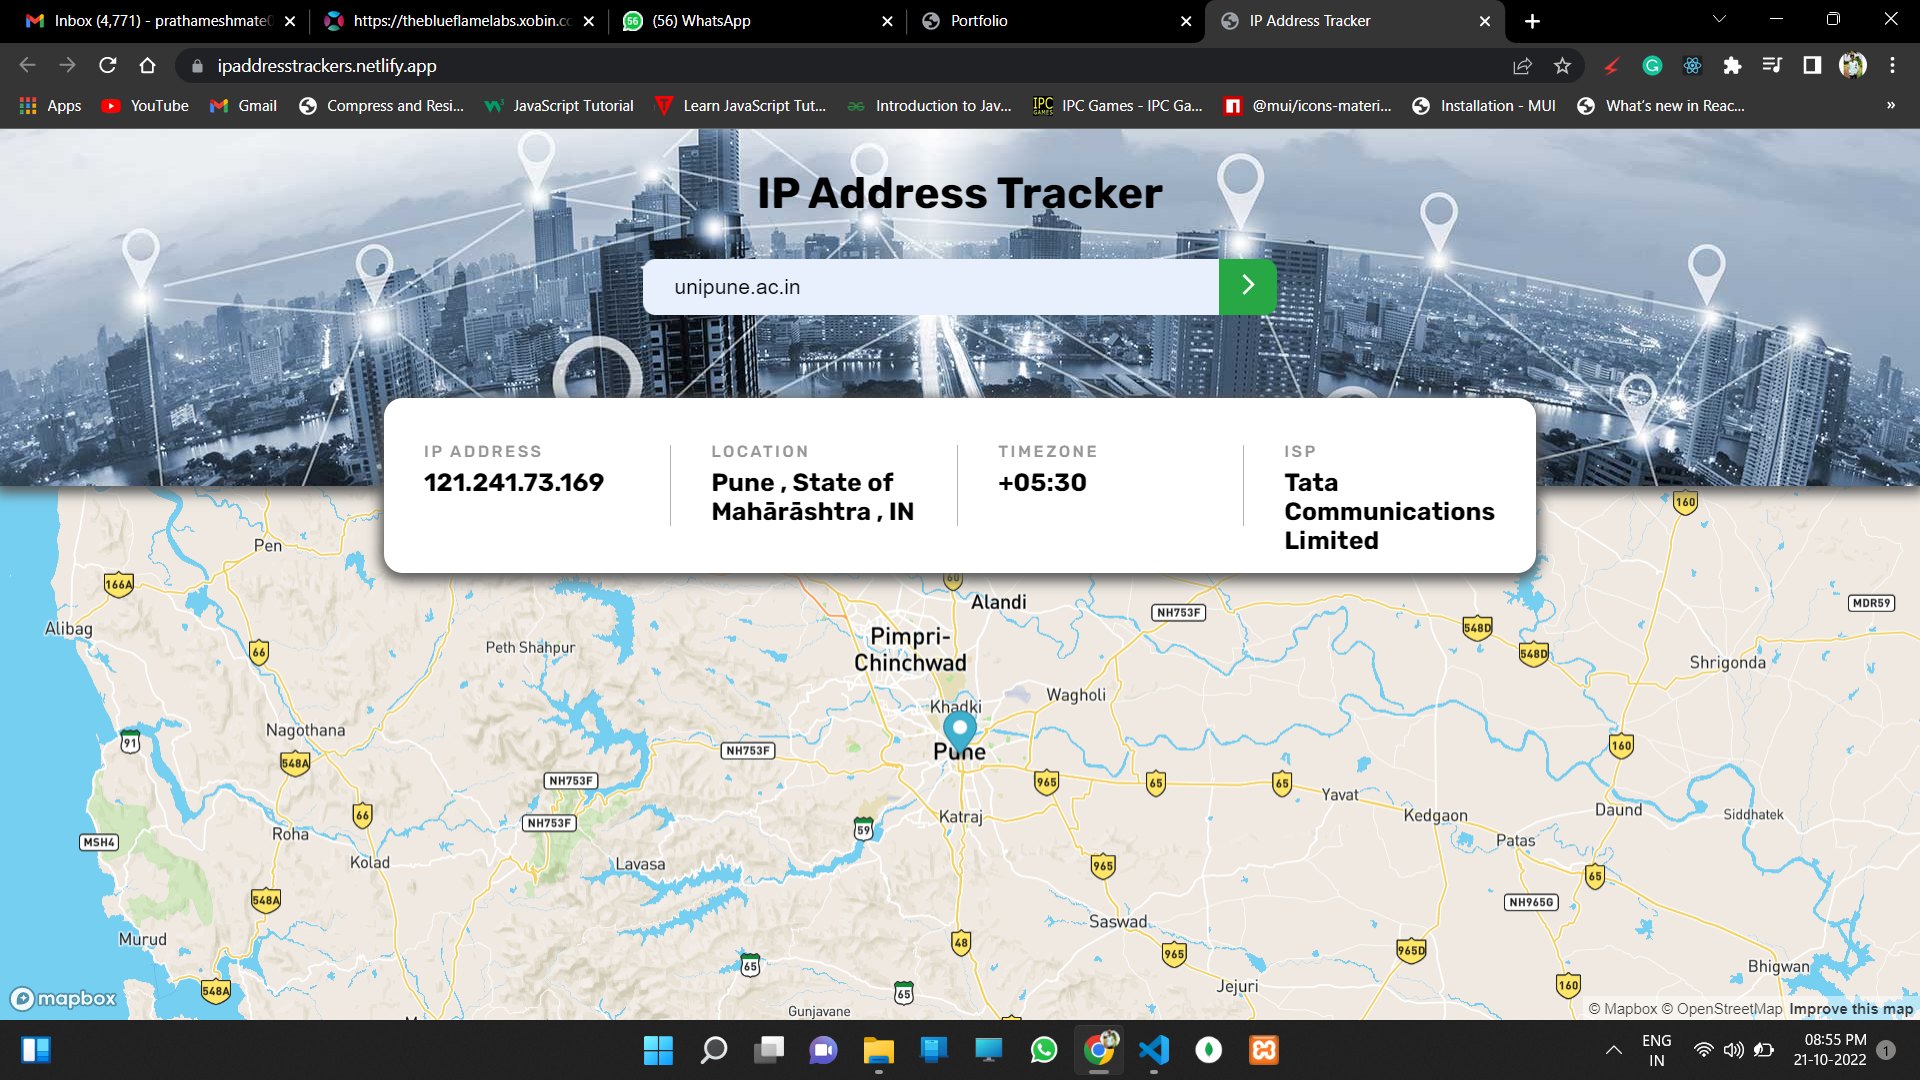 Inbox (4,771) - prathameshmate0
https://theblueflamelabs.xobin.cc
(56) WhatsApp
Portfolio
IP Address Tracker
ipaddresstrackers.netlify.app
Apps
YouTube
Gmail
Compress and Resi...
JavaScript Tutorial
Learn JavaScript Tut...
Introduction to Jav...
IPC Games - IPC Ga...
@mui/icons-materi...
Installation - MUI
What's new in Reac...
»
IP Address Tracker
unipune.ac.in
IP ADDRESS
121.241.73.169
LOCATION
Pune , State of
Mahārāshtra , IN
TIMEZONE
+05:30
ISP
Tata
Communications
Limited
160
Pen
166A
60
Alandi
NH753F
MDR59
Alibag
66
Peth Shahpur
Pimpri-
Chinchwad
548D
548D
Shrigonda
Wagholi
Khadki
Nagothana
91
548A
NH753F
Pune
160
NH753F
965
65
65
Yavat
Kedgaon
Daund
Siddhatek
66
NH753F
Roha
59
Katraj
MSH4
Kolad
Lavasa
965
Patas
65
548A
NH965G
Saswad
Murud
48
965
965D
65
Bhigwan
548A
65
Jejuri
160
mapbox
Gunjavane
© Mapbox © OpenStreetMap Improve this map
ENG
IN
08:55 PM
21-10-2022
1